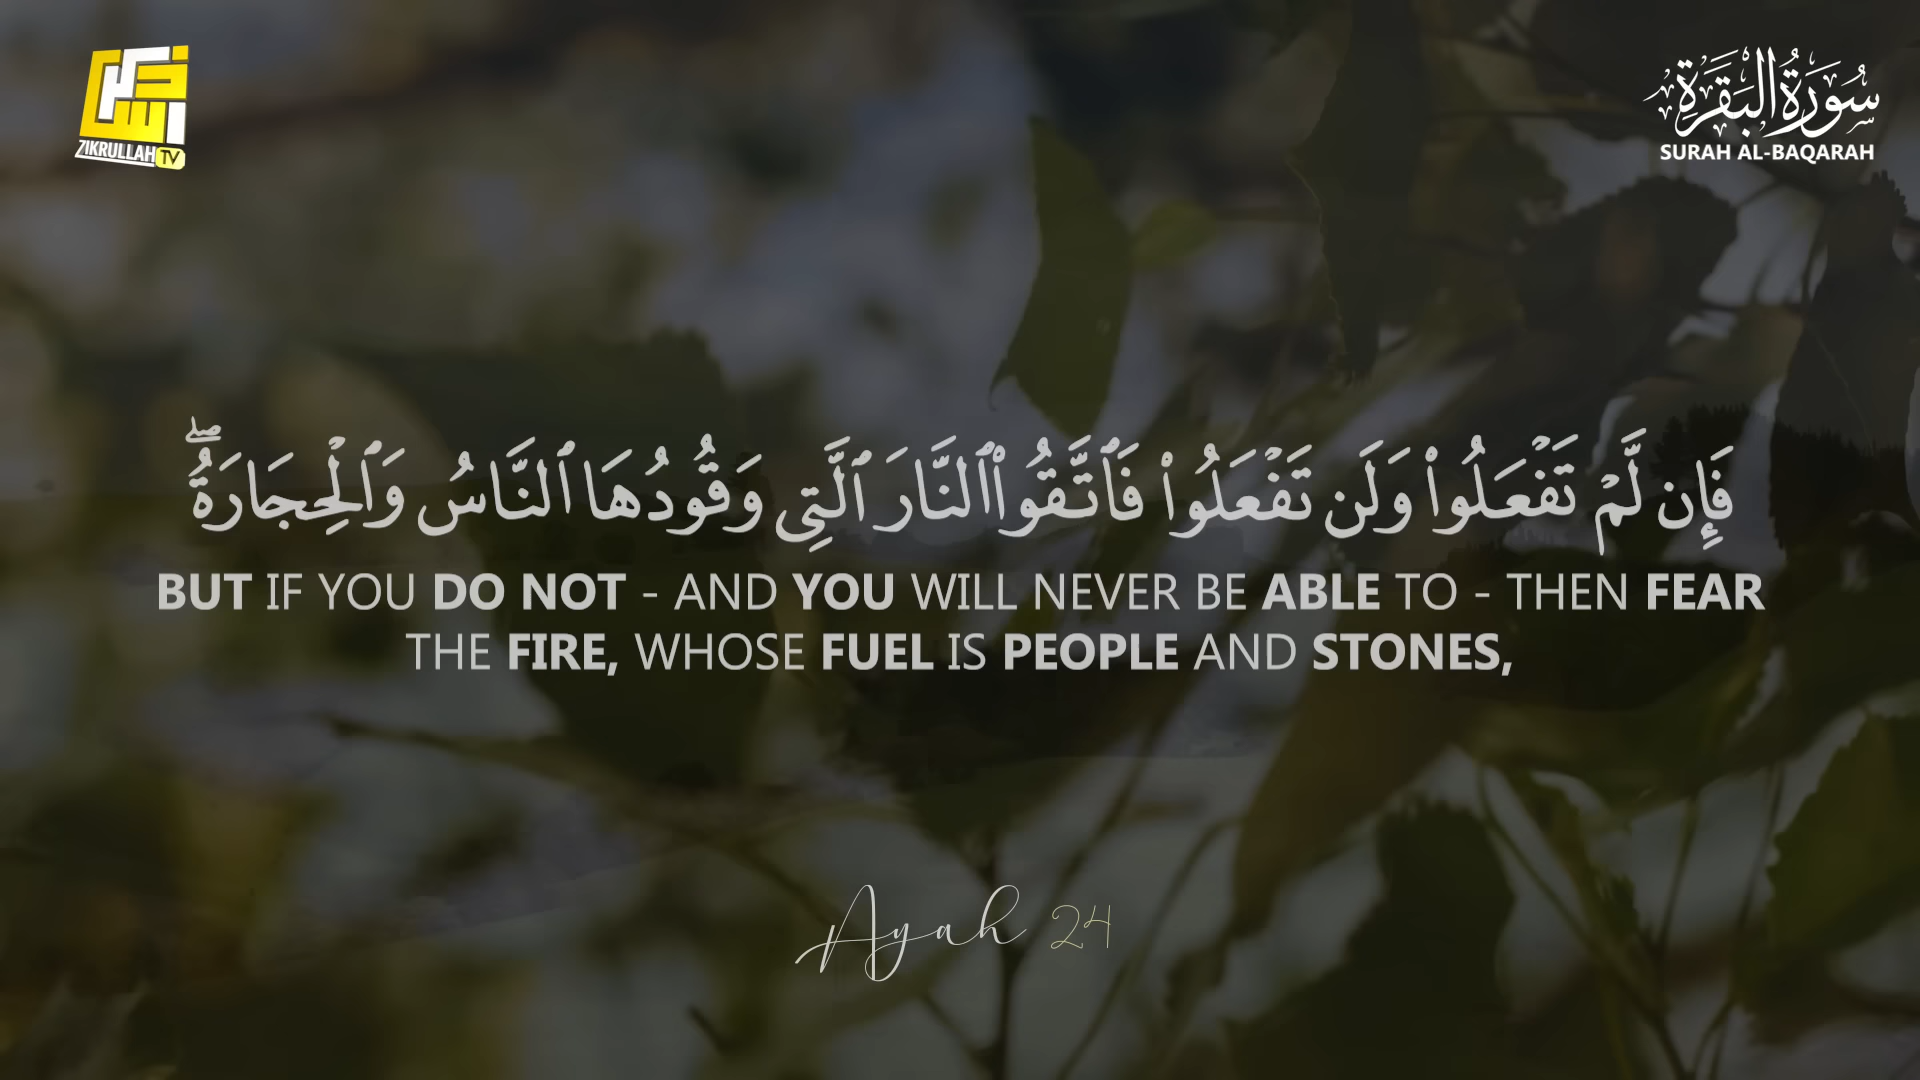 ذكر الله
ZIKRULLAH TV
سُورَةُ البَقَرَةِ
SURAH AL-BAQARAH
فَإِن لَّمْ تَفْعَلُوا۟ وَلَن تَفْعَلُوا۟ فَٱتَّقُوا۟ ٱلنَّارَ ٱلَّتِى وَقُودُهَا ٱلنَّاسُ وَٱلْحِجَارَةُ ۖ
BUT IF YOU DO NOT - AND YOU WILL NEVER BE ABLE TO - THEN FEAR
THE FIRE, WHOSE FUEL IS PEOPLE AND STONES,
Ayah 24